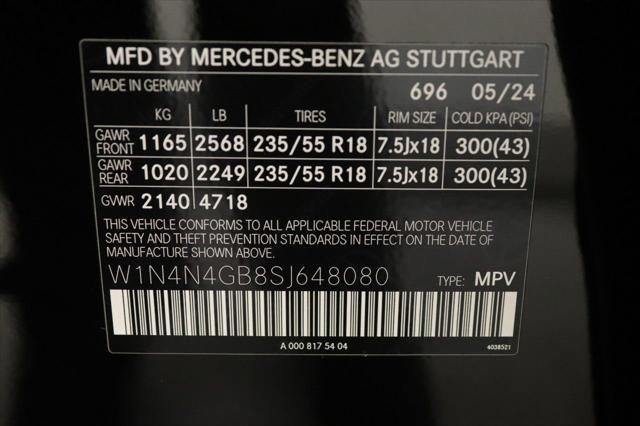 MFD BY MERCEDES-BENZ AG STUTTGART
MADE IN GERMANY 696 05/24
KG LB TIRES RIM SIZE COLD KPA(PSI)
GAWR FRONT 1165 2568 235/55 R18 7.5Jx18 300(43)
GAWR REAR 1020 2249 235/55 R18 7.5Jx18 300(43)
GVWR 2140 4718
THIS VEHICLE CONFORMS TO ALL APPLICABLE FEDERAL MOTOR VEHICLE
SAFETY AND THEFT PREVENTION STANDARDS IN EFFECT ON THE DATE OF
MANUFACTURE SHOWN ABOVE.
W1N4N4GB8SJ648080 TYPE: MPV
A 000 817 54 04 4038521